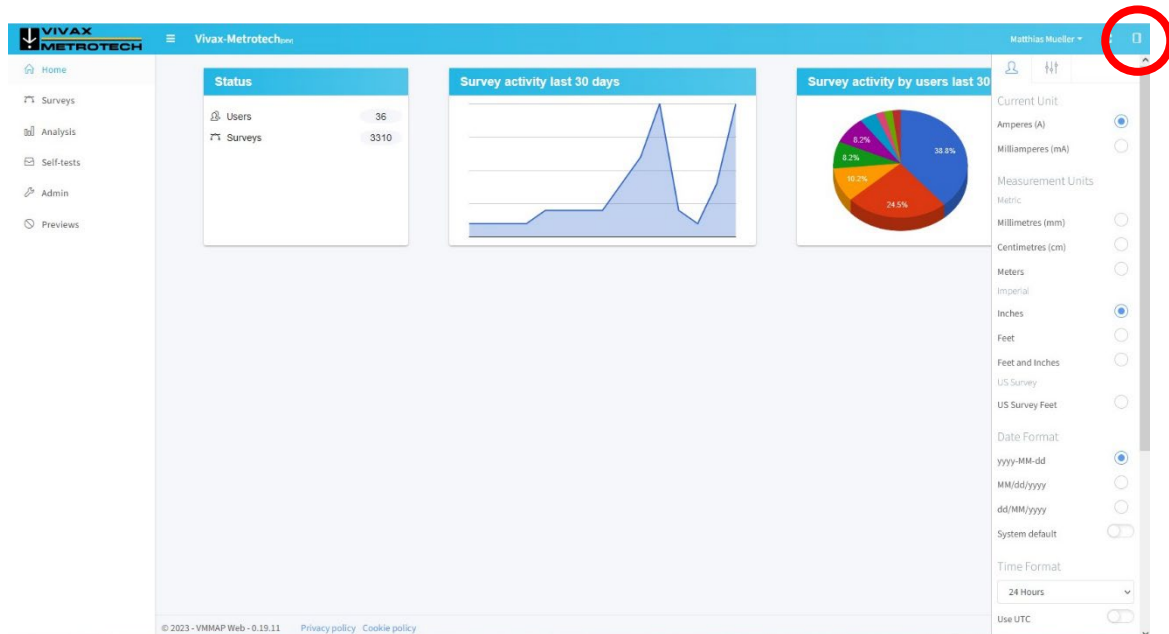 VIVAX
METROTECH
Vivax-Metrotech
Matthias Mueller
Home
Surveys
Analysis
Self-tests
Admin
Previews
Status
Users 36
Surveys 3310
Survey activity last 30 days
Survey activity by users last 30
38.8%
24.5%
10.2%
8.2%
8.2%
Current Unit
Amperes (A)
Milliamperes (mA)
Measurement Units
Metric
Millimetres (mm)
Centimetres (cm)
Meters
Imperial
Inches
Feet
Feet and Inches
US Survey
US Survey Feet
Date Format
yyyy-MM-dd
MM/dd/yyyy
dd/MM/yyyy
System default
Time Format
24 Hours
Use UTC
© 2023 - VMMAP Web - 0.19.11 Privacy policy Cookie policy